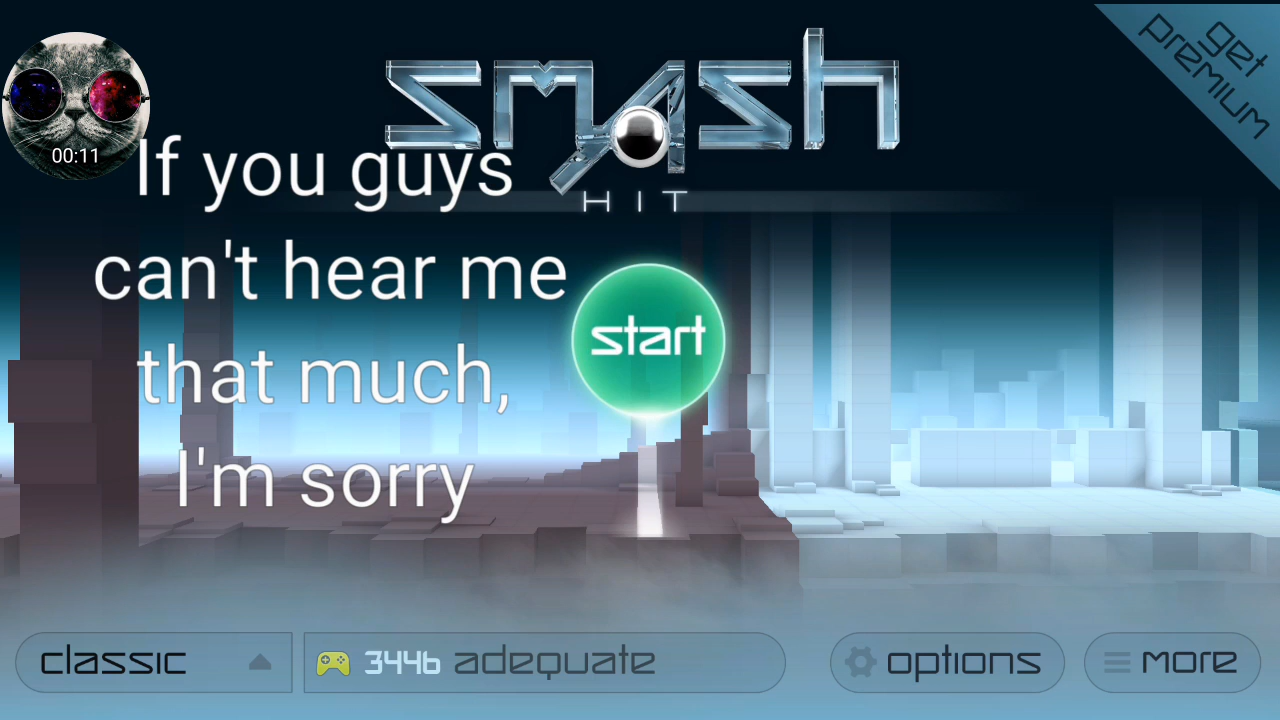 smash
HIT
get
premium
00:11
If you guys
can't hear me
that much,
I'm sorry
start
classic
3446 adequate
options
more